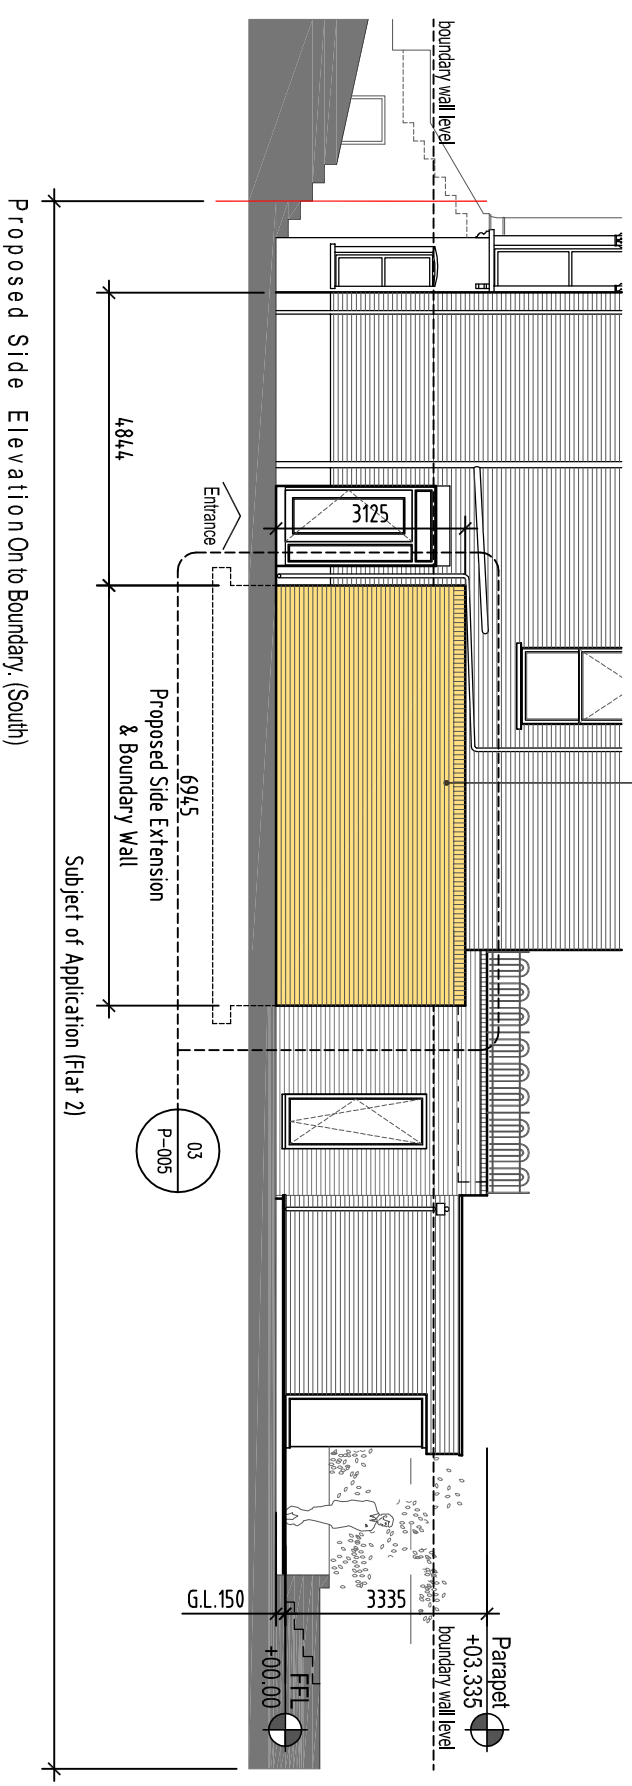 boundary wall level
3125
Entrance
4844
6945
Proposed Side Extension
& Boundary Wall
Subject of Application (Flat 2)
03
P-005
G.L.150
3335
boundary wall level
Parapet
+03.335
FFL
+00.00
Proposed Side Elevation On to Boundary. (South)